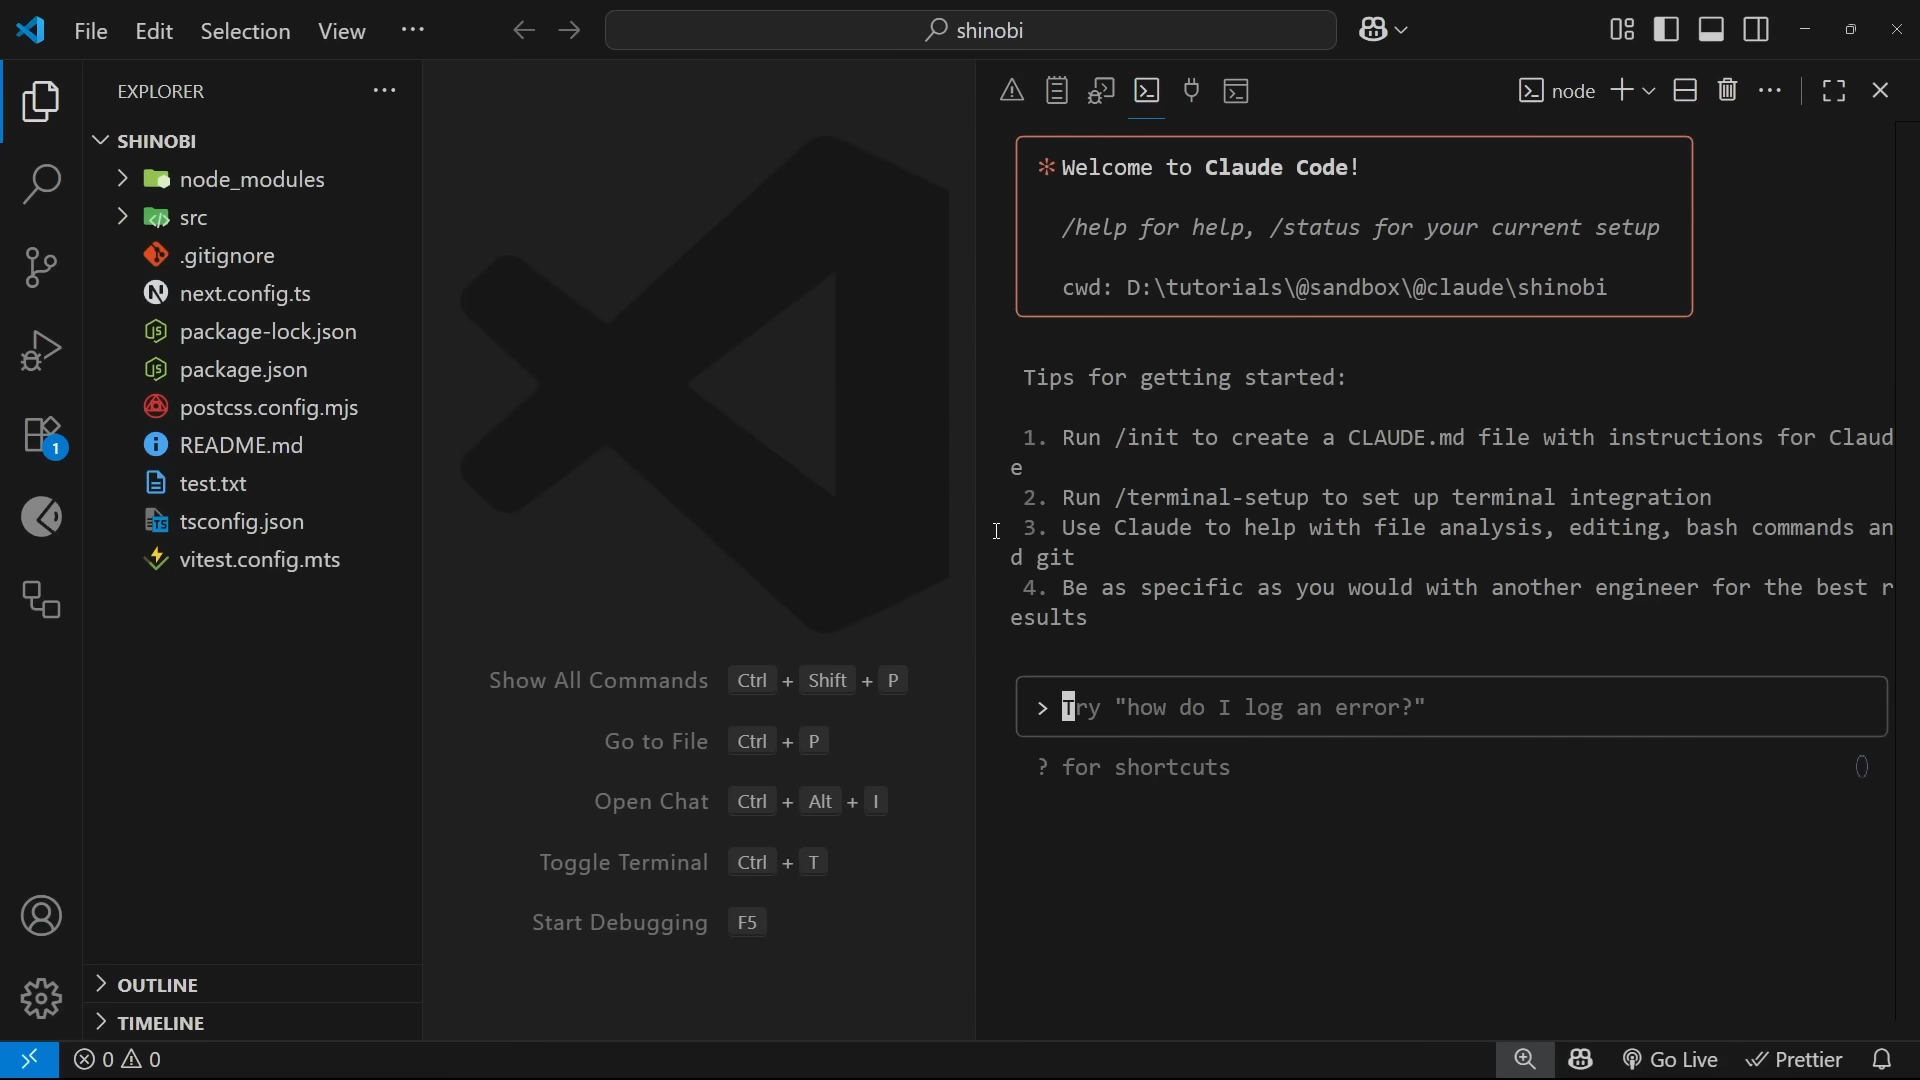 File Edit Selection View ···
shinobi
EXPLORER
SHINOBI
node_modules
src
.gitignore
next.config.ts
package-lock.json
package.json
postcss.config.mjs
README.md
test.txt
tsconfig.json
vitest.config.mts
OUTLINE
TIMELINE
1
Show All Commands Ctrl + Shift + P
Go to File Ctrl + P
Open Chat Ctrl + Alt + I
Toggle Terminal Ctrl + T
Start Debugging F5
node
Welcome to Claude Code!
/help for help, /status for your current setup
cwd: D:\tutorials\@sandbox\@claude\shinobi
Tips for getting started:
1. Run /init to create a CLAUDE.md file with instructions for Claud
e
2. Run /terminal-setup to set up terminal integration
3. Use Claude to help with file analysis, editing, bash commands an
d git
4. Be as specific as you would with another engineer for the best r
esults
> Try "how do I log an error?"
? for shortcuts
0 0
Go Live Prettier